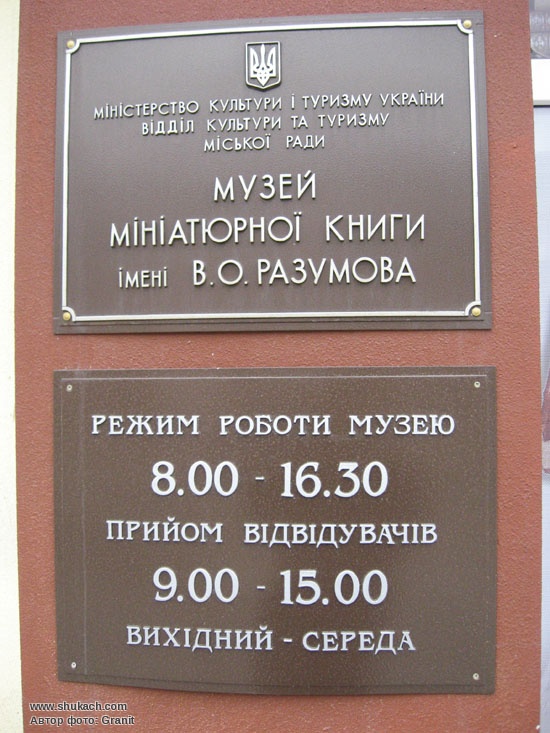 МІНІСТЕРСТВО КУЛЬТУРИ І ТУРИЗМУ УКРАЇНИ
ВІДДІЛ КУЛЬТУРИ ТА ТУРИЗМУ
МІСЬКОЇ РАДИ
МУЗЕЙ
МІНІАТЮРНОЇ КНИГИ
ІМЕНІ В.О.РАЗУМОВА
РЕЖИМ РОБОТИ МУЗЕЮ
8.00 - 16.30
ПРИЙОМ ВІДВІДУВАЧІВ
9.00 - 15.00
ВИХІДНИЙ - СЕРЕДА
www.shukach.com
Автор фото: Granit